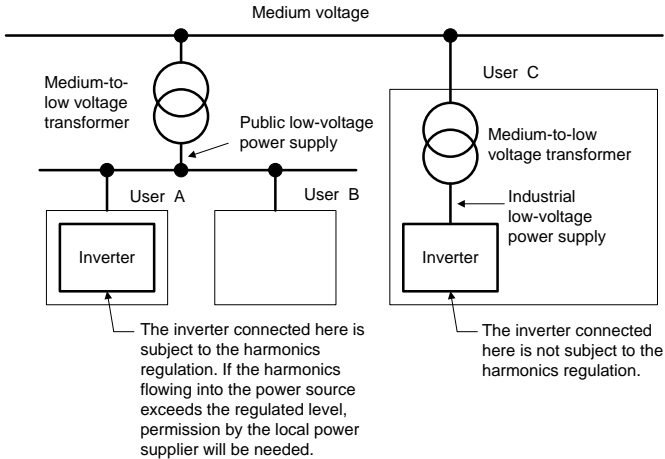 Medium voltage
Medium-to-
low voltage
transformer
Public low-voltage
power supply
User A
User B
Inverter
The inverter connected here is
subject to the harmonics
regulation. If the harmonics
flowing into the power source
exceeds the regulated level,
permission by the local power
supplier will be needed.
User C
Medium-to-low
voltage transformer
Industrial
low-voltage
power supply
Inverter
The inverter connected
here is not subject to the
harmonics regulation.